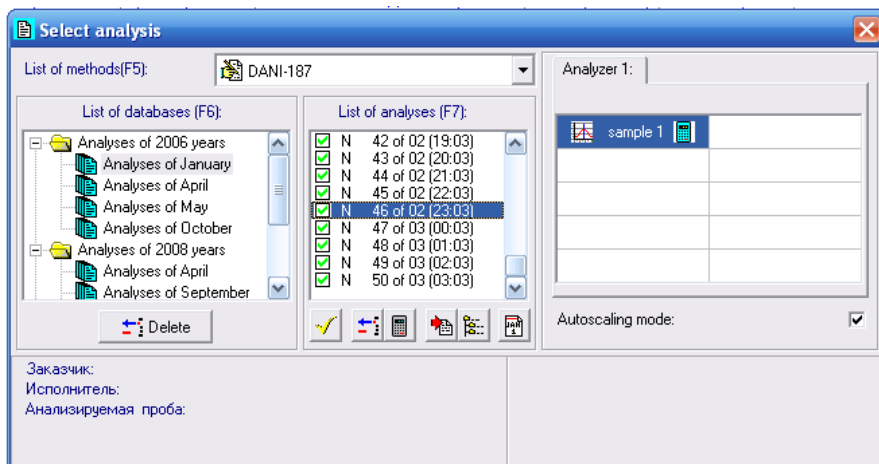 Select analysis
List of methods(F5):
DANI-187
Analyzer 1:
List of databases (F6):
Analyses of 2006 years
Analyses of January
Analyses of April
Analyses of May
Analyses of October
Analyses of 2008 years
Analyses of April
Analyses of September
Delete
List of analyses (F7):
N 42 of 02 (19:03)
N 43 of 02 (20:03)
N 44 of 02 (21:03)
N 45 of 02 (22:03)
N 46 of 02 (23:03)
N 47 of 03 (00:03)
N 48 of 03 (01:03)
N 49 of 03 (02:03)
N 50 of 03 (03:03)
sample 1
Autoscaling mode:
Заказчик:
Исполнитель:
Анализируемая проба: